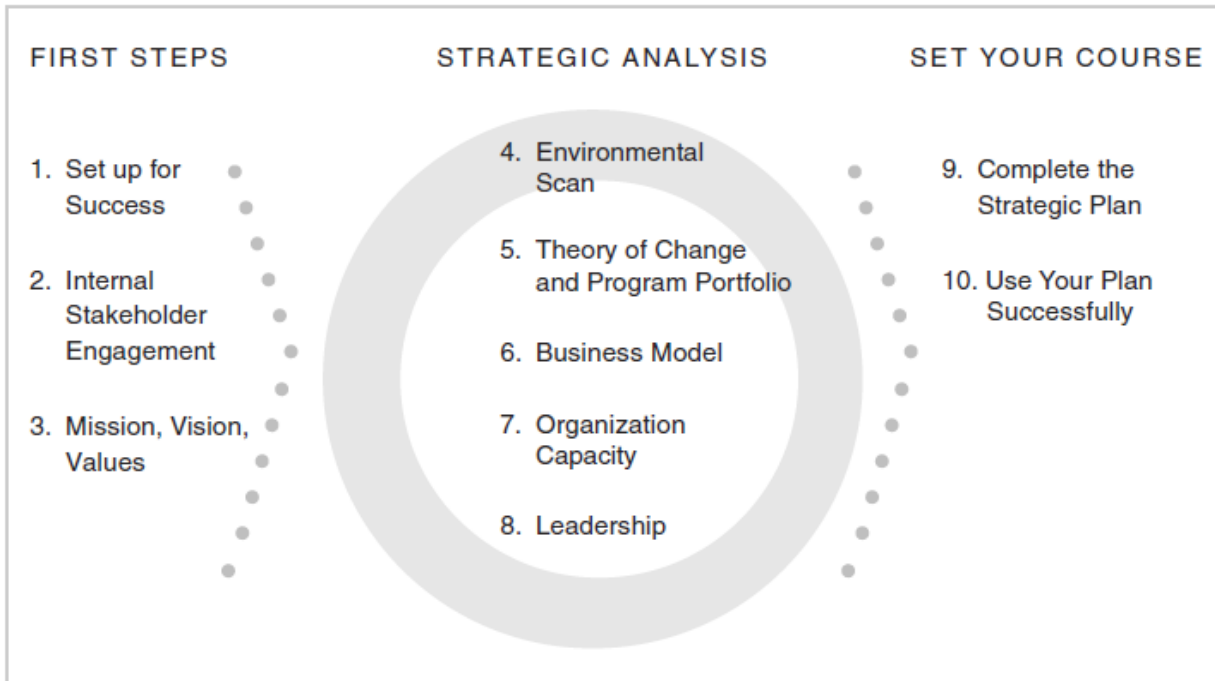 FIRST STEPS
1. Set up for
Success
2. Internal
Stakeholder
Engagement
3. Mission, Vision,
Values
STRATEGIC ANALYSIS
4. Environmental
Scan
5. Theory of Change
and Program Portfolio
6. Business Model
7. Organization
Capacity
8. Leadership
SET YOUR COURSE
9. Complete the
Strategic Plan
10. Use Your Plan
Successfully